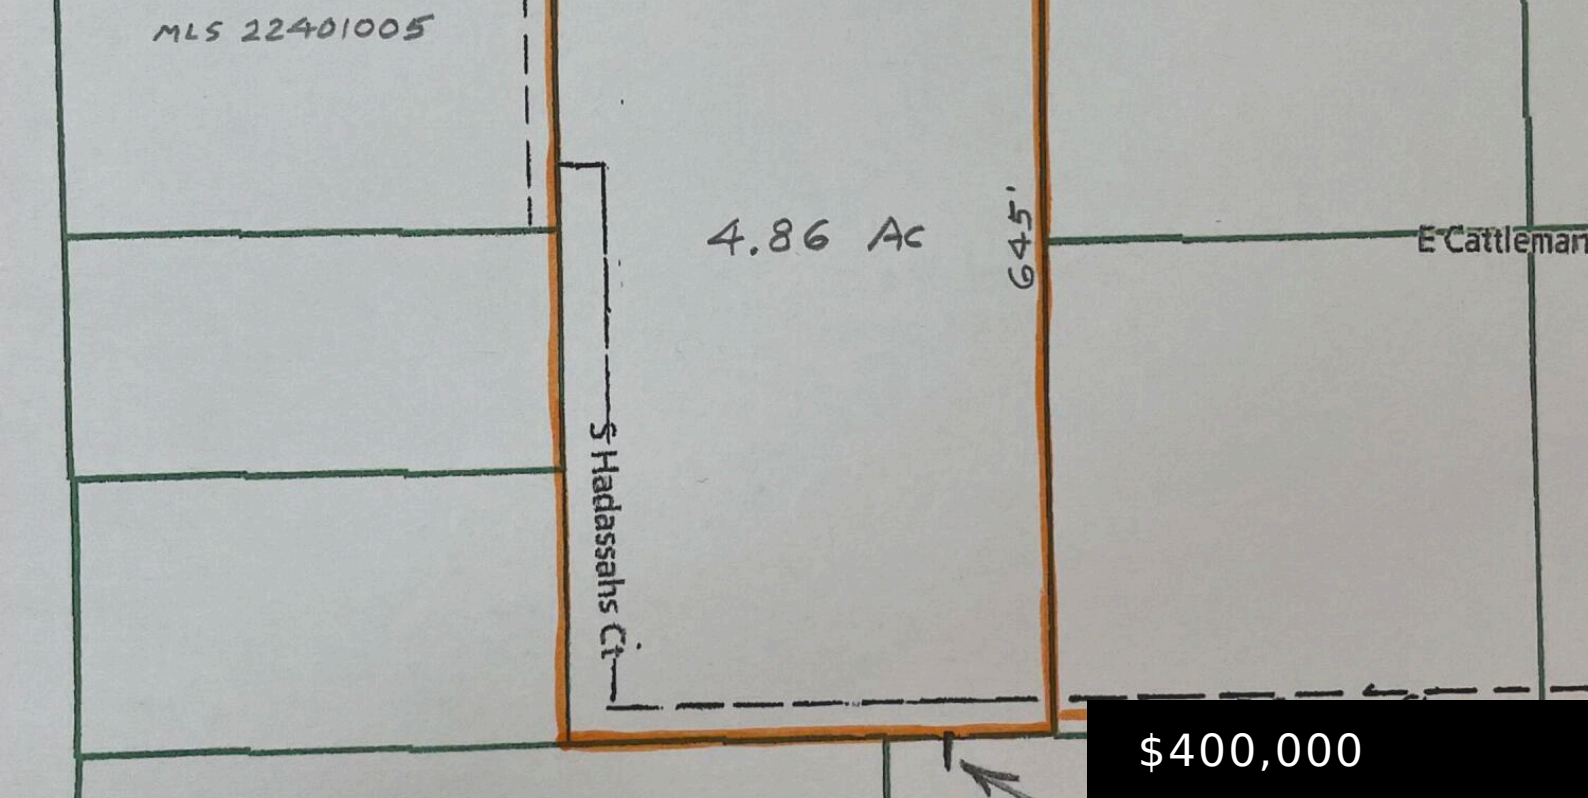 MLS 22401005
4.86 Ac
645'
E Cattleman
S Hadassahs Ct
$400,000